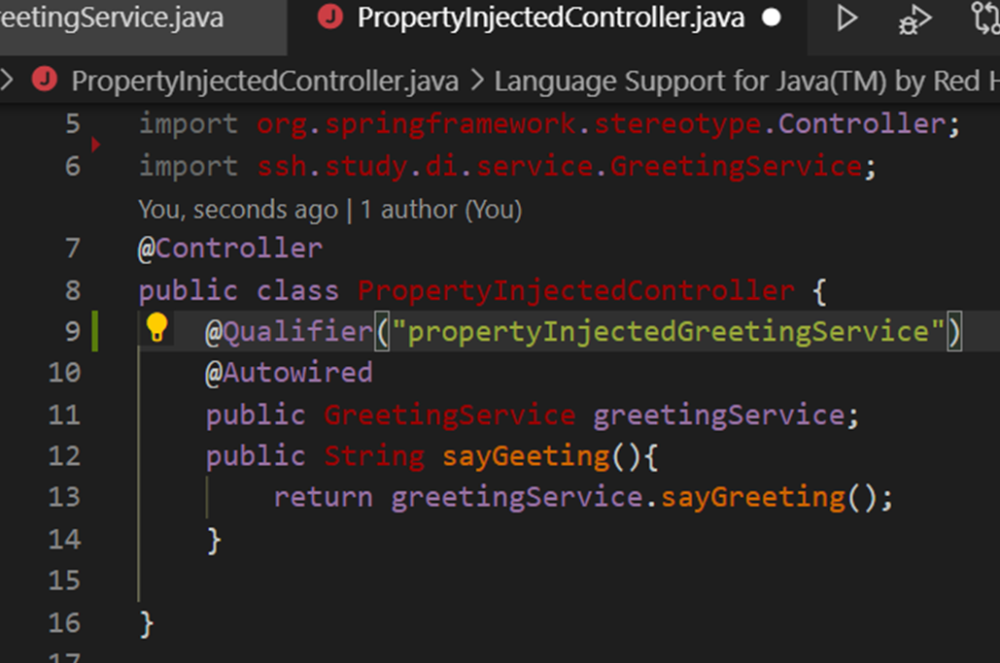 eetingService.java
PropertyInjectedController.java
PropertyInjectedController.java > Language Support for Java(TM) by Red H
5 import org.springframework.stereotype.Controller;
6 import ssh.study.di.service.GreetingService;
You, seconds ago | 1 author (You)
7 @Controller
8 public class PropertyInjectedController {
9 @Qualifier("propertyInjectedGreetingService")
10 @Autowired
11 public GreetingService greetingService;
12 public String sayGeeting(){
13 return greetingService.sayGreeting();
14 }
15
16 }
17